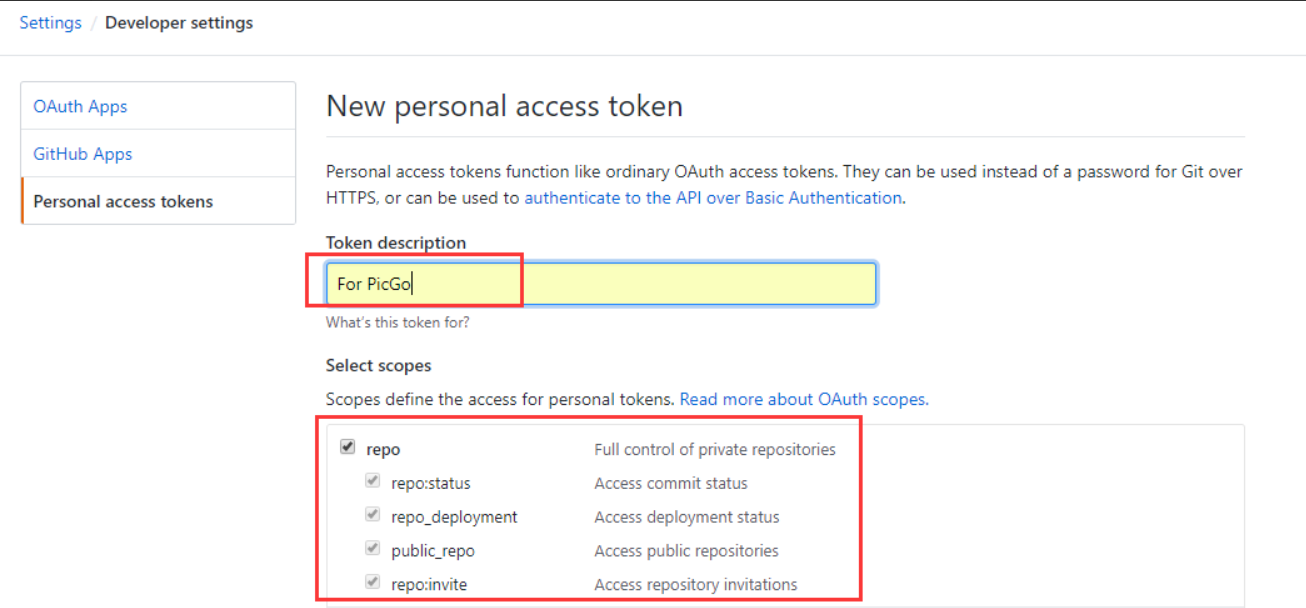 Settings / Developer settings
OAuth Apps
GitHub Apps
Personal access tokens
New personal access token
Personal access tokens function like ordinary OAuth access tokens. They can be used instead of a password for Git over
HTTPS, or can be used to authenticate to the API over Basic Authentication.
Token description
For PicGo
What's this token for?
Select scopes
Scopes define the access for personal tokens. Read more about OAuth scopes.
repo Full control of private repositories
repo:status Access commit status
repo_deployment Access deployment status
public_repo Access public repositories
repo:invite Access repository invitations